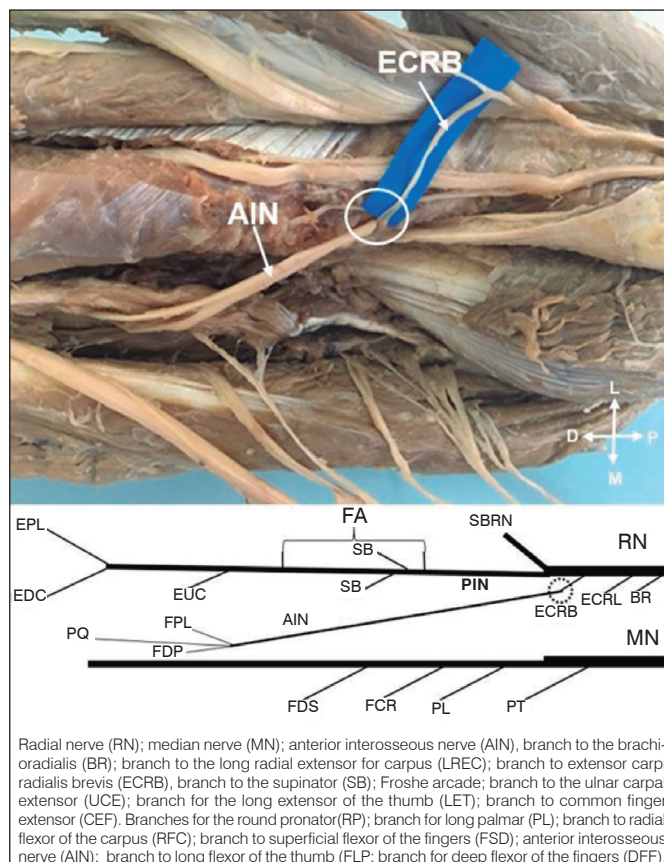 ECRB
AIN
L
D P
M
FA
EPL
SBRN
SB
RN
EDC
EUC
SB
PIN
ECRB
ECRL
BR
FPL
AIN
PQ
FDP
MN
FDS
FCR
PL
PT
Radial nerve (RN); median nerve (MN); anterior interosseous nerve (AIN), branch to the brachi-
oradialis (BR); branch to the long radial extensor for carpus (LREC); branch to extensor carpi
radialis brevis (ECRB), branch to the supinator (SB); Froshe arcade; branch to the ulnar carpal
extensor (UCE); branch for the long extensor of the thumb (LET); branch to common finger
extensor (CEF). Branches for the round pronator(RP); branch for long palmar (PL); branch to radial
flexor of the carpus (RFC); branch to superficial flexor of the fingers (FSD); anterior interosseous
nerve (AIN); branch to long flexor of the thumb (FLP; branch for deep flexor of the fingers (DFF).